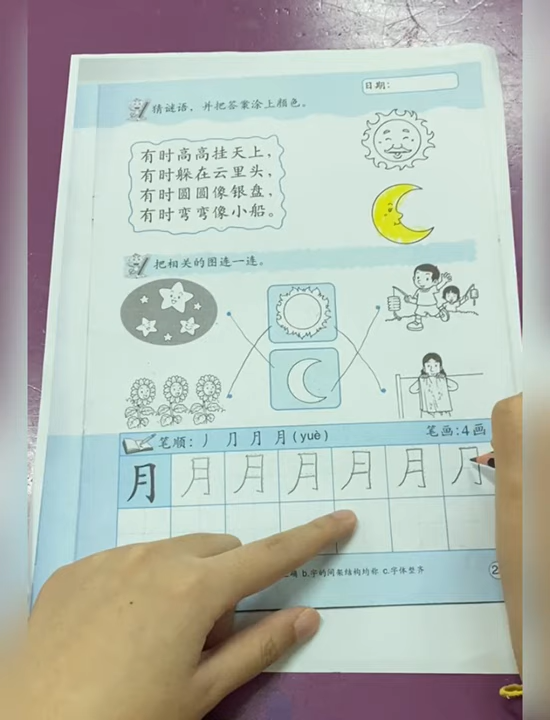 日期:
猜谜语，并把答案涂上颜色。
有时高高挂天上，
有时躲在云里头，
有时圆圆像银盘，
有时弯弯像小船。
把相关的图连一连。
笔顺: 丿 ⺆ 月 月 (yuè) 笔画:4画
月 月 月 月 月 月 月
b.字的间架结构均称 c.字体整齐
2